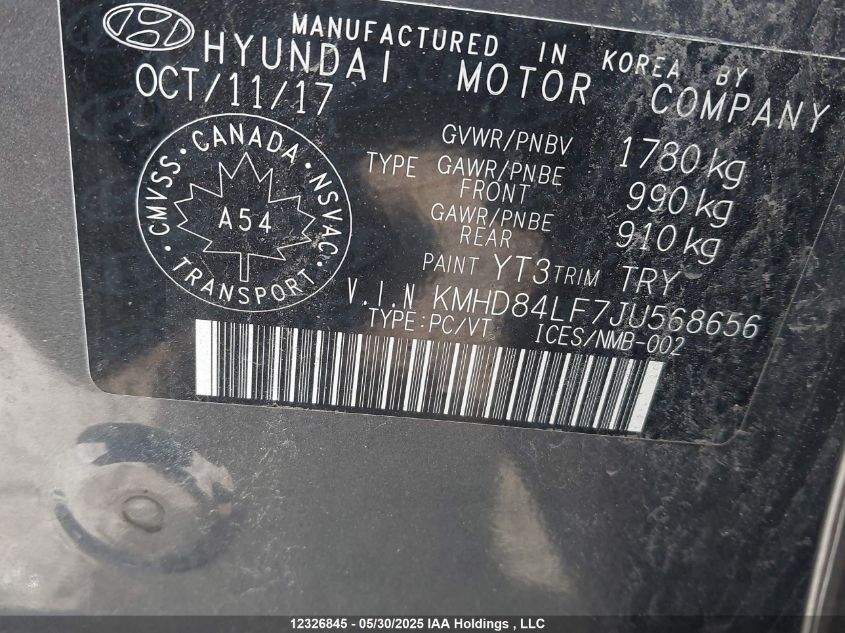 MANUFACTURED IN KOREA BY
HYUNDAI MOTOR COMPANY
OCT/11/17
GVWR/PNBV 1780 kg
TYPE GAWR/PNBE FRONT 990 kg
GAWR/PNBE REAR 910 kg
CMVSS · CANADA · NSVAC
A54
· TRANSPORT ·
PAINT YT3 TRIM TRY
V.I.N KMHD84LF7JU568656
TYPE:PC/VT ICES/NMB-002
12326845 - 05/30/2025 IAA Holdings , LLC